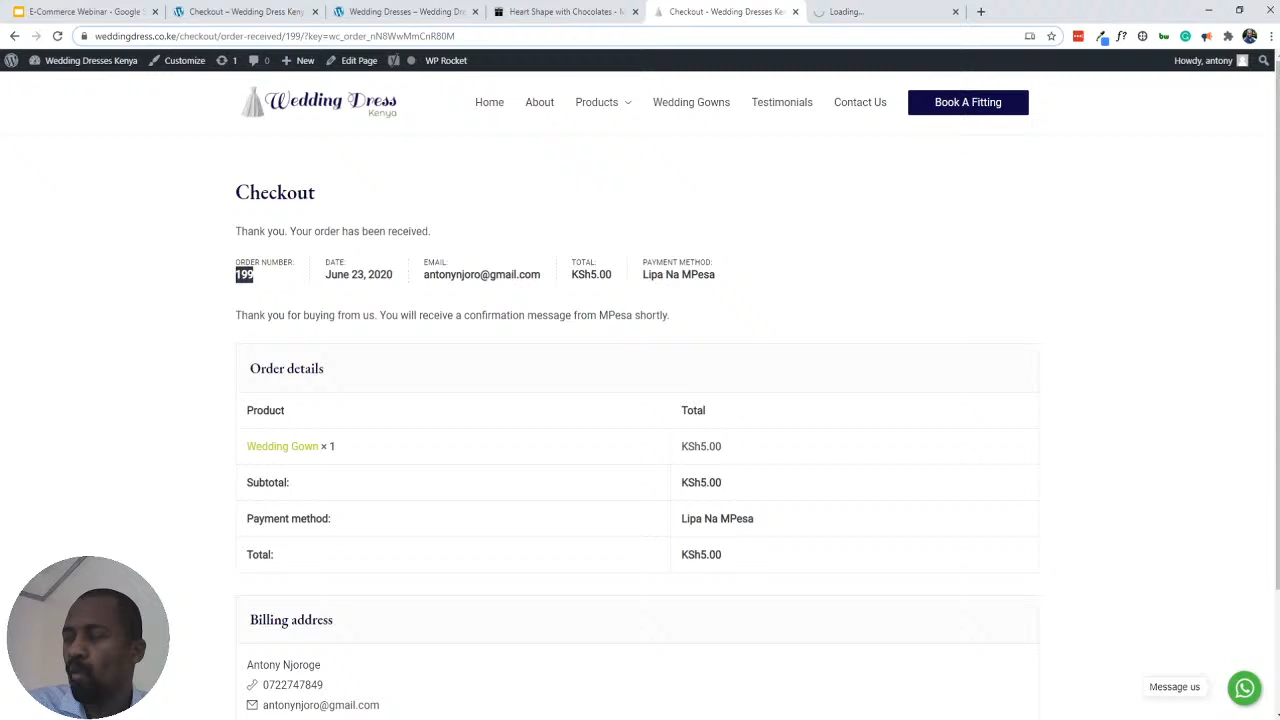 E-Commerce Webinar - Google S
Checkout – Wedding Dresses Ken
Wedding Dresses – Wedding Dre
Heart Shape with Chocolates - M
Checkout - Wedding Dresses Ke
Loading...
weddingdress.co.ke/checkout/order-received/199/?key=wc_order_nN8WwMmCnR80M
Wedding Dresses Kenya
Customize
1
0
New
Edit Page
WP Rocket
Howdy, antony
Wedding Dress
Kenya
Home
About
Products
Wedding Gowns
Testimonials
Contact Us
Book A Fitting
Checkout
Thank you. Your order has been received.
ORDER NUMBER: DATE: EMAIL: TOTAL: PAYMENT METHOD:
199 June 23, 2020 antonynjoro@gmail.com KSh5.00 Lipa Na MPesa
Thank you for buying from us. You will receive a confirmation message from MPesa shortly.
Order details
Product Total
Wedding Gown × 1 KSh5.00
Subtotal: KSh5.00
Payment method: Lipa Na MPesa
Total: KSh5.00
Billing address
Antony Njoroge
0722747849
antonynjoro@gmail.com
Message us